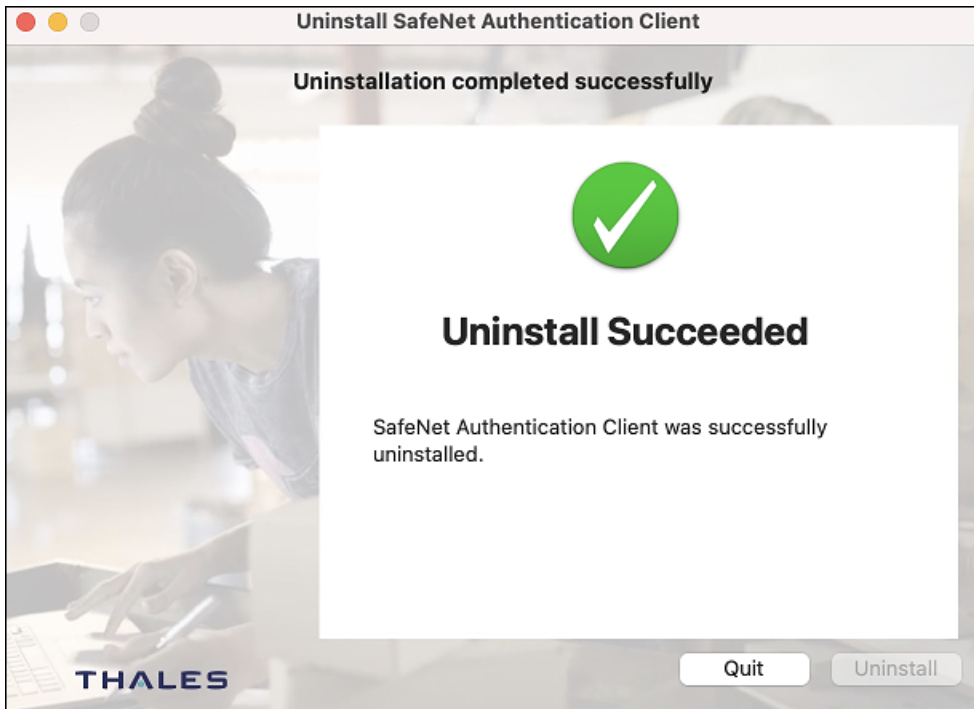 Uninstall SafeNet Authentication Client
Uninstallation completed successfully
Uninstall Succeeded
SafeNet Authentication Client was successfully
uninstalled.
THALES
Quit
Uninstall